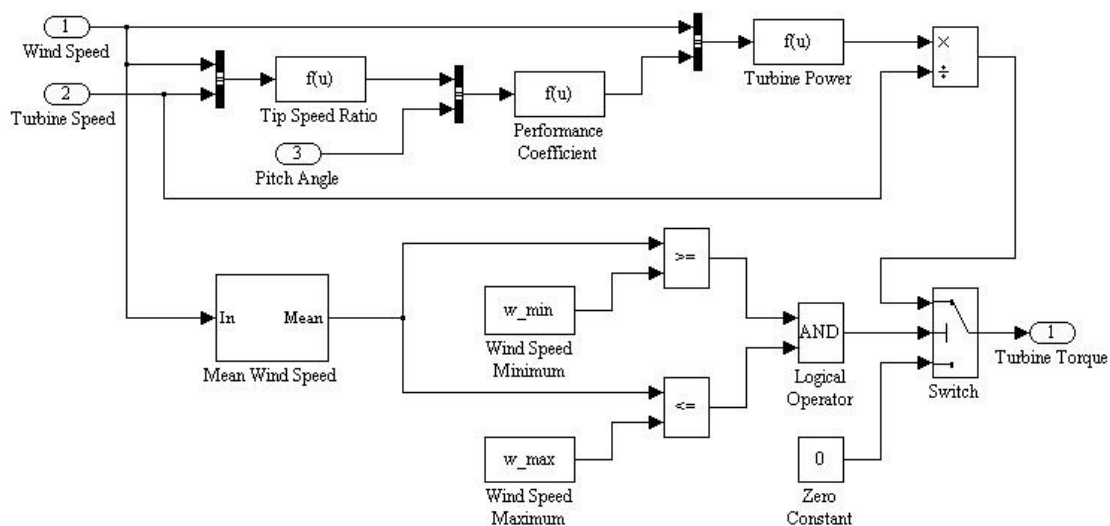 1
Wind Speed
2
Turbine Speed
f(u)
Tip Speed Ratio
3
Pitch Angle
f(u)
Performance
Coefficient
f(u)
Turbine Power
×
÷
In
Mean
Mean Wind Speed
>=
w_min
Wind Speed
Minimum
<=
w_max
Wind Speed
Maximum
AND
Logical
Operator
0
Zero
Constant
Switch
1
Turbine Torque